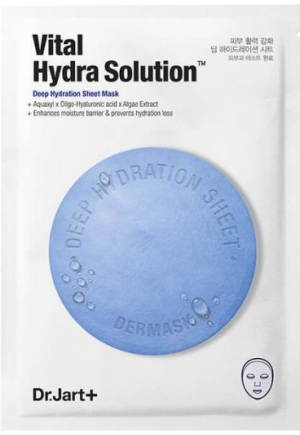 Vital
Hydra Solution™
Deep Hydration Sheet Mask
+ Aquaxyl x Oligo-Hyaluronic acid x Algae Extract
+ Enhances moisture barrier & prevents hydration loss
피부 활력 강화
딥 하이드레이션 시트
피부과 테스트 완료
DEEP HYDRATION SHEET
DERMASK
Dr.Jart+